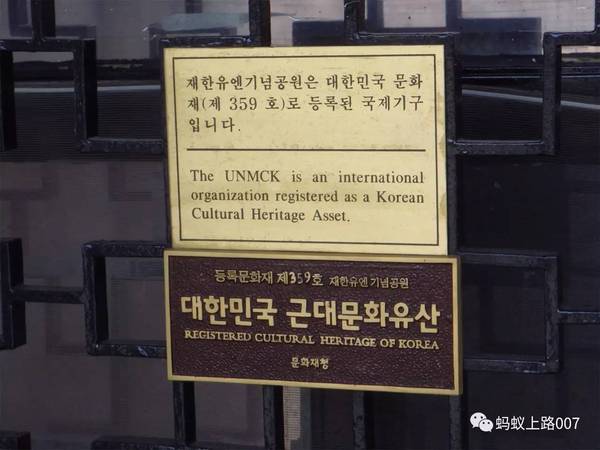 재한유엔기념공원은 대한민국 문화
재(제 359 호)로 등록된 국제기구
입니다.
The UNMCK is an international
organization registered as a Korean
Cultural Heritage Asset.
등록문화재 제359호 재한유엔기념공원
대한민국 근대문화유산
REGISTERED CULTURAL HERITAGE OF KOREA
문화재청
蚂蚁上路007